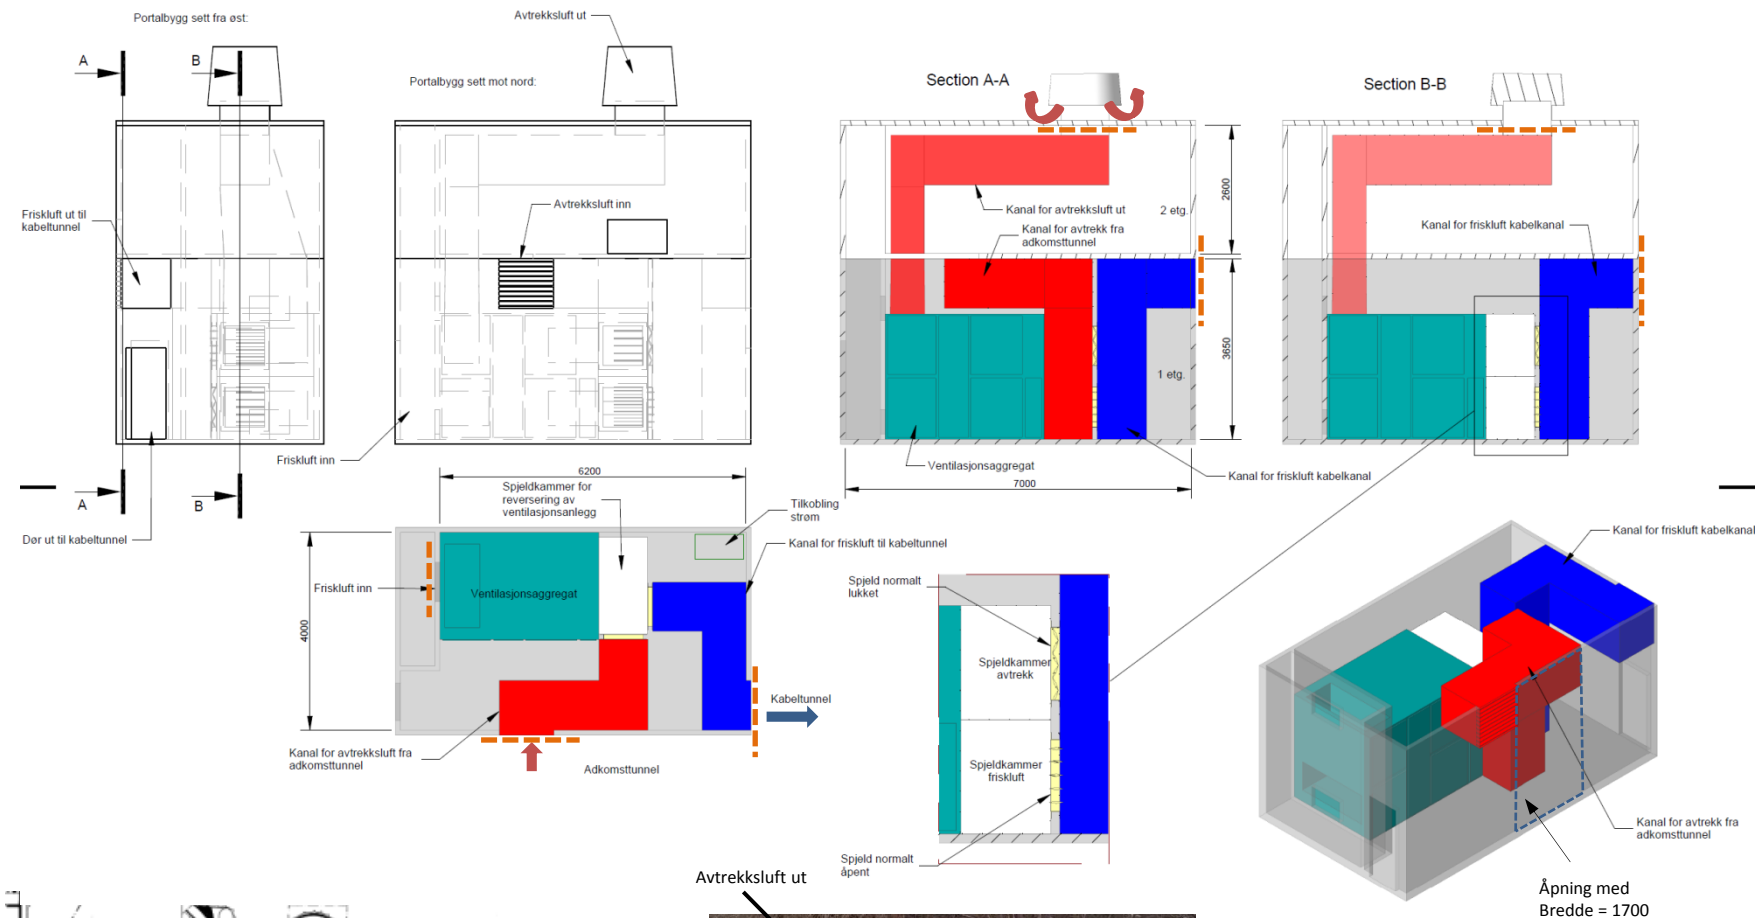 Portalbygg sett fra øst:
Avtrekksluft ut
A
B
Portalbygg sett mot nord:
Section A-A
Section B-B
Friskluft ut til
kabeltunnel
Avtrekksluft inn
Kanal for avtrekksluft ut
2 etg.
2600
Kanal for avtrekk fra
adkomsttunnel
Kanal for friskluft kabelkanal
1 etg.
3650
Friskluft inn
Ventilasjonsaggregat
Kanal for friskluft kabelkanal
7000
A
B
Dør ut til kabeltunnel
6200
Spjeldkammer for
reversering av
ventilasjonsanlegg
Tilkobling
strøm
Kanal for friskluft til kabeltunnel
Friskluft inn
Ventilasjonsaggregat
4000
Kabeltunnel
Kanal for avtrekksluft fra
adkomsttunnel
Adkomsttunnel
Spjeld normalt
lukket
Spjeldkammer
avtrekk
Spjeldkammer
friskluft
Spjeld normalt
åpent
Kanal for friskluft kabelkanal
Kanal for avtrekk fra
adkomsttunnel
Åpning med
Bredde = 1700
Avtrekksluft ut